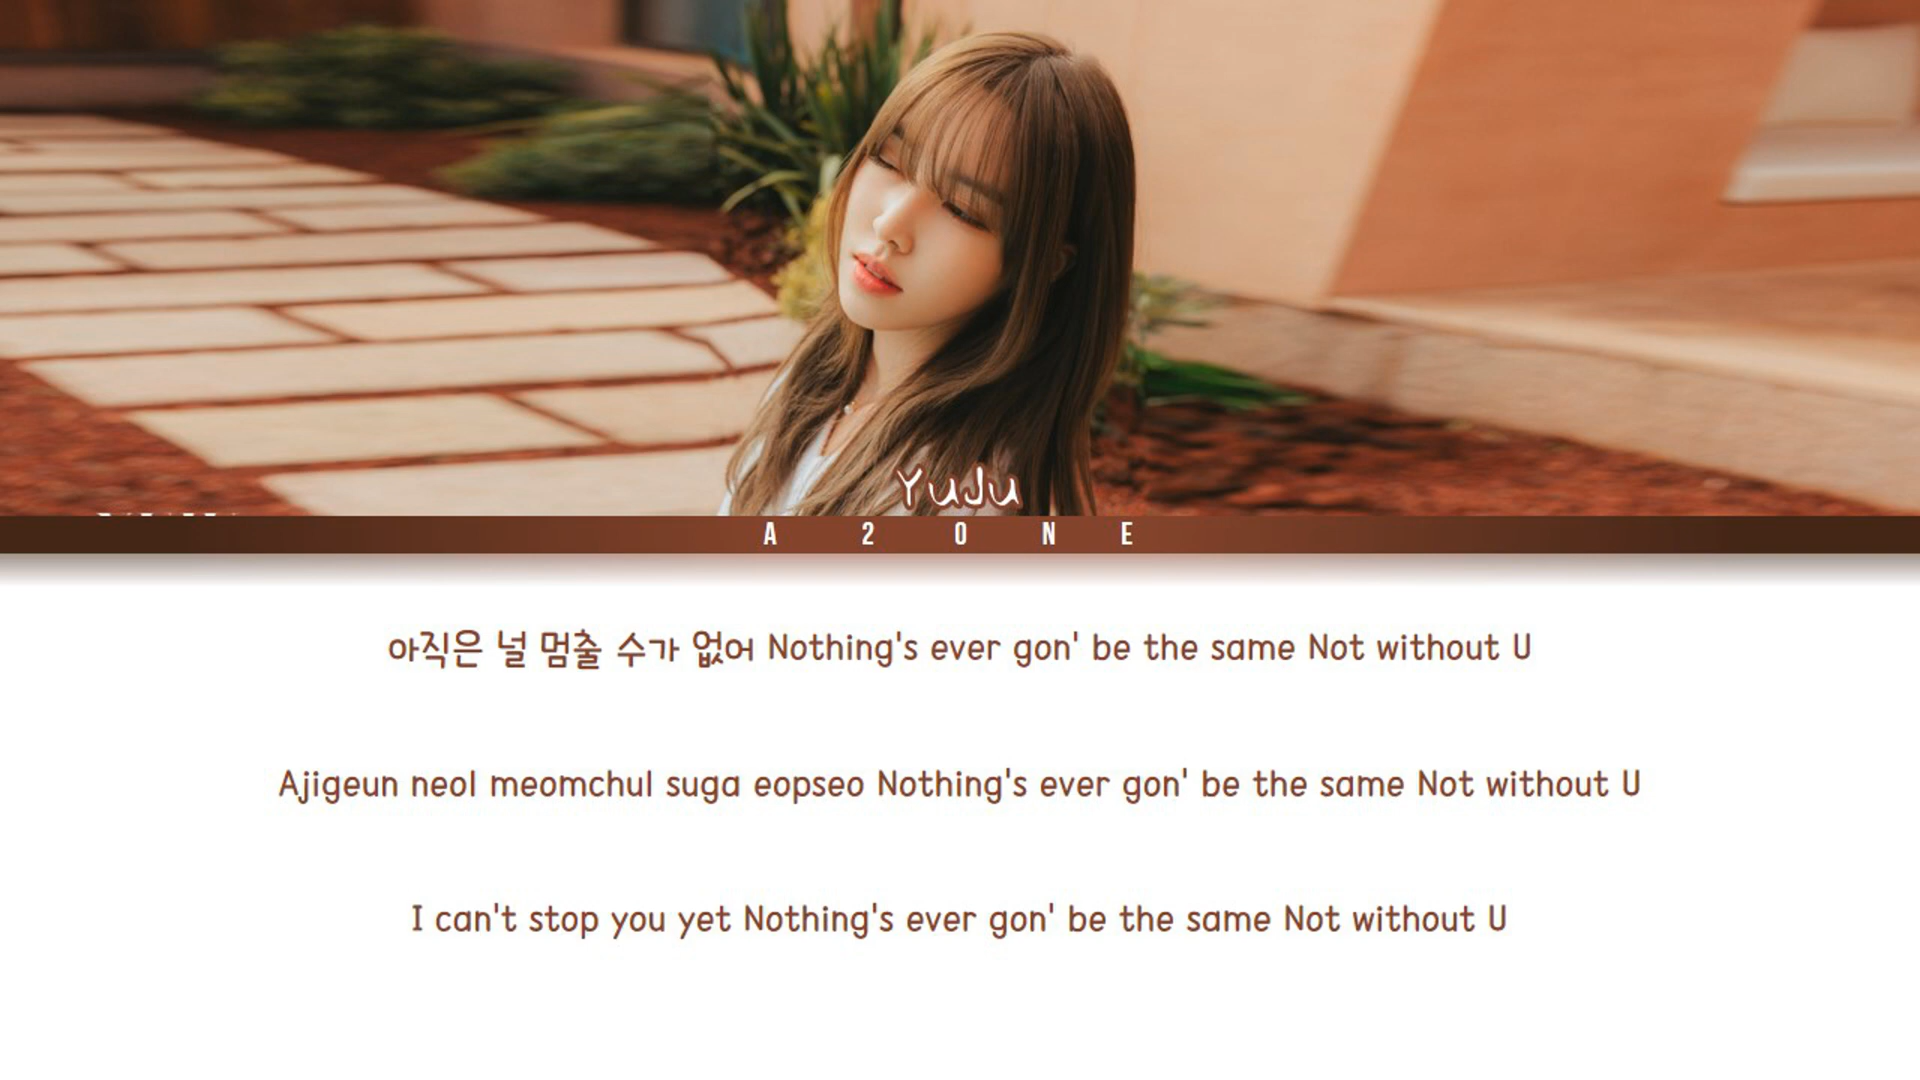 YuJu
A 2 O N E
아직은 널 멈출 수가 없어 Nothing's ever gon' be the same Not without U
Ajigeun neol meomchul suga eopseo Nothing's ever gon' be the same Not without U
I can't stop you yet Nothing's ever gon' be the same Not without U